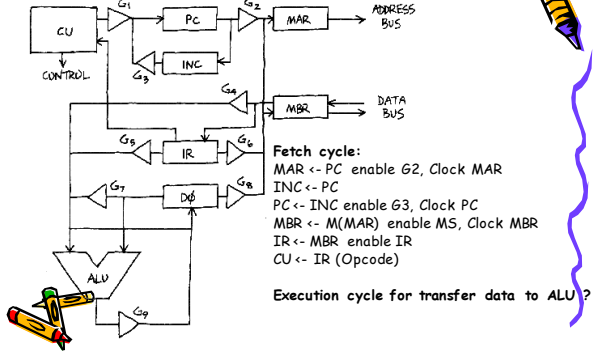 G1
G2
CU
PC
MAR
ADDRESS
BUS
INC
G3
CONTROL
G4
MBR
DATA
BUS
G5
IR
G6
G7
DØ
G8
ALU
G9
Fetch cycle:
MAR <- PC enable G2, Clock MAR
INC <- PC
PC <- INC enable G3, Clock PC
MBR <- M(MAR) enable MS, Clock MBR
IR <- MBR enable IR
CU <- IR (Opcode)
Execution cycle for transfer data to ALU ?